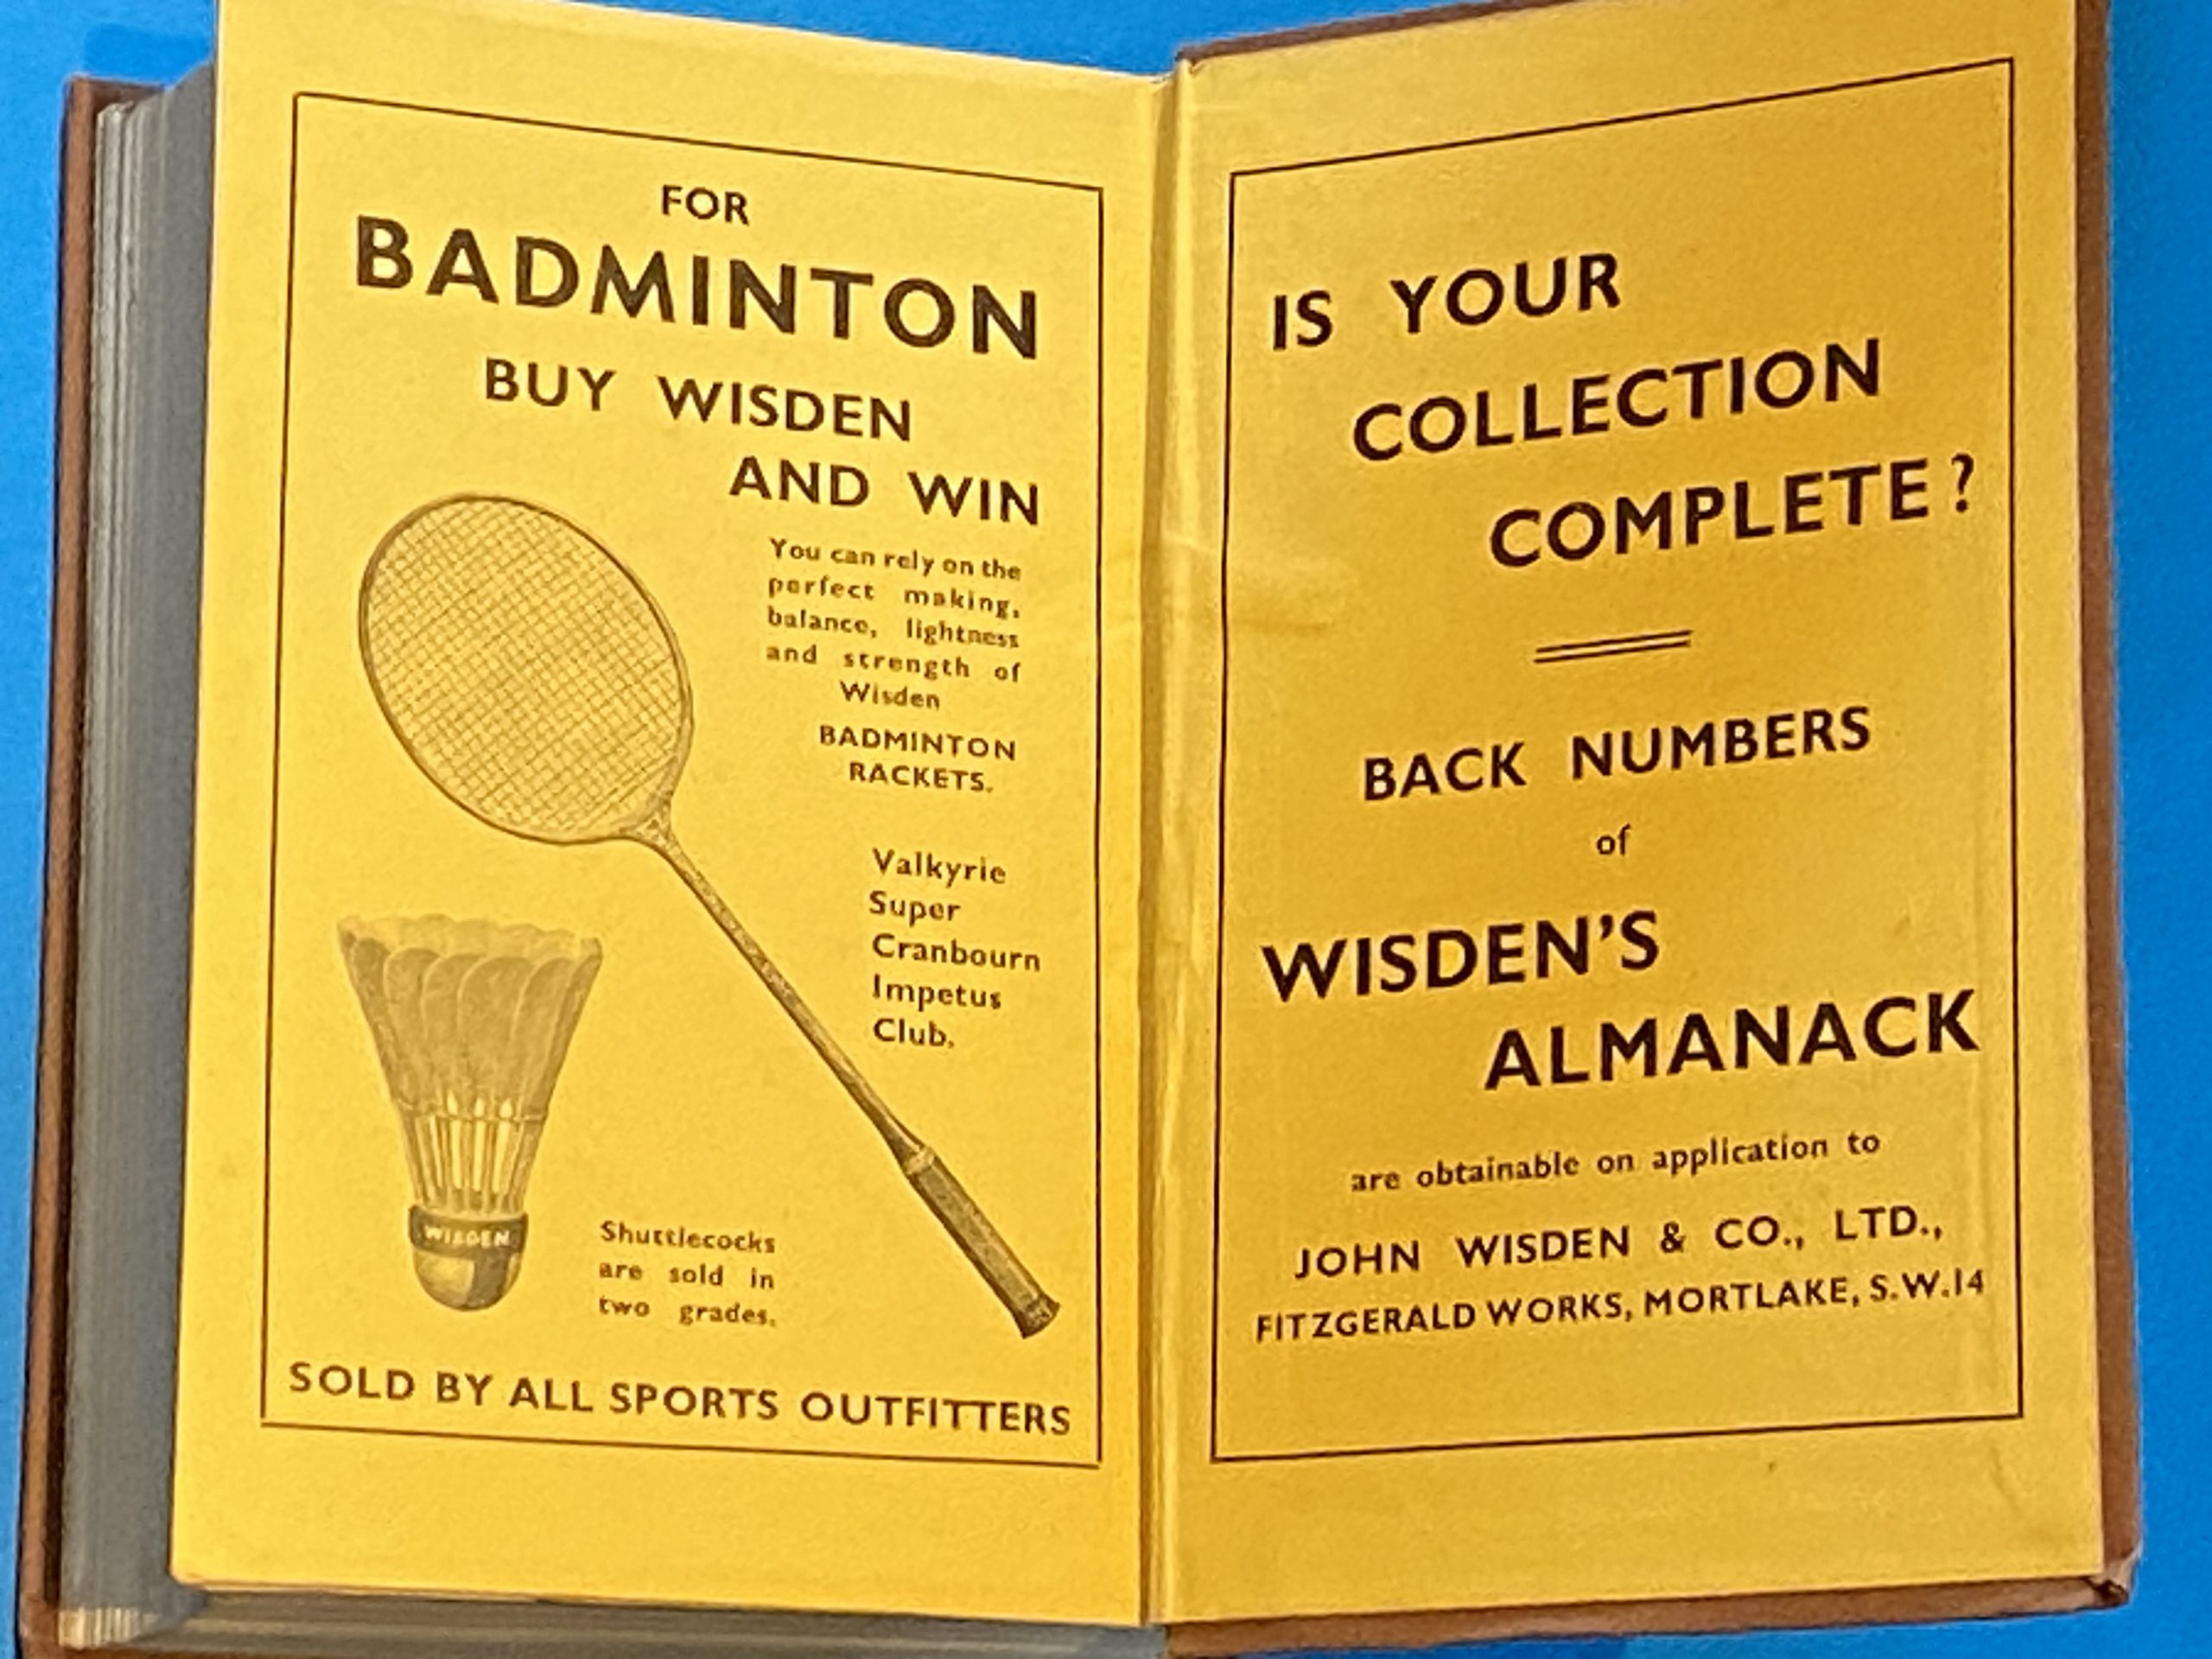 FOR
BADMINTON
BUY WISDEN
AND WIN
You can rely on the
perfect making,
balance, lightness
and strength of
Wisden
BADMINTON
RACKETS.
Valkyrie
Super
Cranbourn
Impetus
Club.
WISDEN
Shuttlecocks
are sold in
two grades.
SOLD BY ALL SPORTS OUTFITTERS
IS YOUR
COLLECTION
COMPLETE?
BACK NUMBERS
of
WISDEN'S
ALMANACK
are obtainable on application to
JOHN WISDEN & CO., LTD.,
FITZGERALD WORKS, MORTLAKE, S.W.14